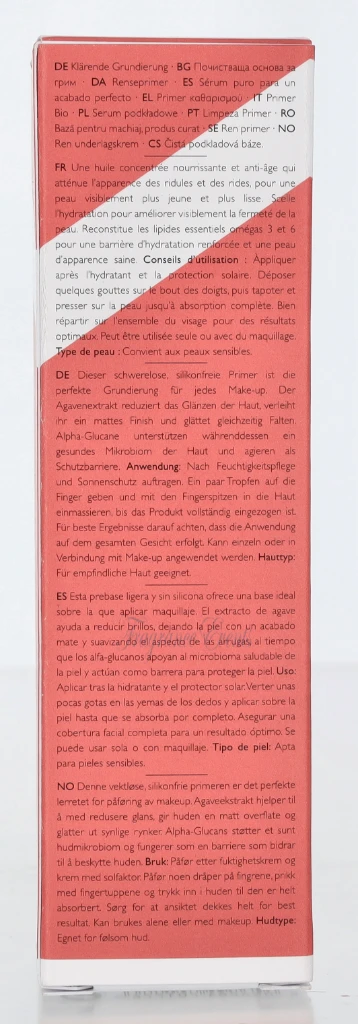 DE Klärende Grundierung · BG Почистваща основа за
грим · DA Renseprimer · ES Sérum puro para un
acabado perfecto · EL Primer καθαρισμού · IT Primer
Bio · PL Serum podkładowe · PT Limpeza Primer · RO
Bază pentru machiaj, produs curat · SE Ren primer · NO
Ren underlagskrem · CS Čistá podkladová báze.
FR Une huile concentrée nourrissante et anti-âge qui
atténue l'apparence des ridules et des rides, pour une
peau visiblement plus jeune et plus lisse. Scelle
l'hydratation pour améliorer visiblement la fermeté de la
peau. Reconstitue les lipides essentiels omégas 3 et 6
pour une barrière d'hydratation renforcée et une peau
d'apparence saine. Conseils d'utilisation : Appliquer
après l'hydratant et la protection solaire. Déposer
quelques gouttes sur le bout des doigts, puis tapoter et
presser sur la peau jusqu'à absorption complète. Bien
répartir sur l'ensemble du visage pour des résultats
optimaux. Peut être utilisée seule ou avec du maquillage.
Type de peau : Convient aux peaux sensibles.
DE Dieser schwerelose, silikonfreie Primer ist die
perfekte Grundierung für jedes Make-up. Der
Agavenextrakt reduziert das Glänzen der Haut, verleiht
ihr ein mattes Finish und glättet gleichzeitig Falten.
Alpha-Glucane unterstützen währenddessen ein
gesundes Mikrobiom der Haut und agieren als
Schutzbarriere. Anwendung: Nach Feuchtigkeitspflege
und Sonnenschutz auftragen. Ein paar Tropfen auf die
Finger geben und mit den Fingerspitzen in die Haut
einmassieren, bis das Produkt vollständig eingezogen ist.
Für beste Ergebnisse darauf achten, dass die Anwendung
auf dem gesamten Gesicht erfolgt. Kann einzeln oder in
Verbindung mit Make-up angewendet werden. Hauttyp:
Für empfindliche Haut geeignet.
ES Esta prebase ligera y sin silicona ofrece una base ideal
sobre la que aplicar maquillaje. El extracto de agave
ayuda a reducir brillos, dejando la piel con un acabado
mate y suavizando el aspecto de las arrugas, al tiempo
que los alfa-glucanos apoyan al microbioma saludable de
la piel y actúan como barrera para proteger la piel. Uso:
Aplicar tras la hidratante y el protector solar. Verter unas
pocas gotas en las yemas de los dedos y aplicar sobre la
piel hasta que se absorba por completo. Asegurar una
cobertura facial completa para un resultado óptimo. Se
puede usar sola o con maquillaje. Tipo de piel: Apta
para pieles sensibles.
NO Denne vektløse, silikonfrie primeren er det perfekte
lerretet for påføring av makeup. Agaveekstrakt hjelper til
å med redusere glans, gir huden en matt overflate og
glatter ut synlige rynker. Alpha-Glucans støtter et sunt
hudmikrobiom og fungerer som en barriere som bidrar
til å beskytte huden. Bruk: Påfør etter fuktighetskrem og
krem med solfaktor. Påfør noen dråper på fingrene, prikk
med fingertuppene og trykk inn i huden til den er helt
absorbert. Sørg for at ansiktet dekkes helt for best
resultat. Kan brukes alene eller med makeup. Hudtype:
Egnet for følsom hud.